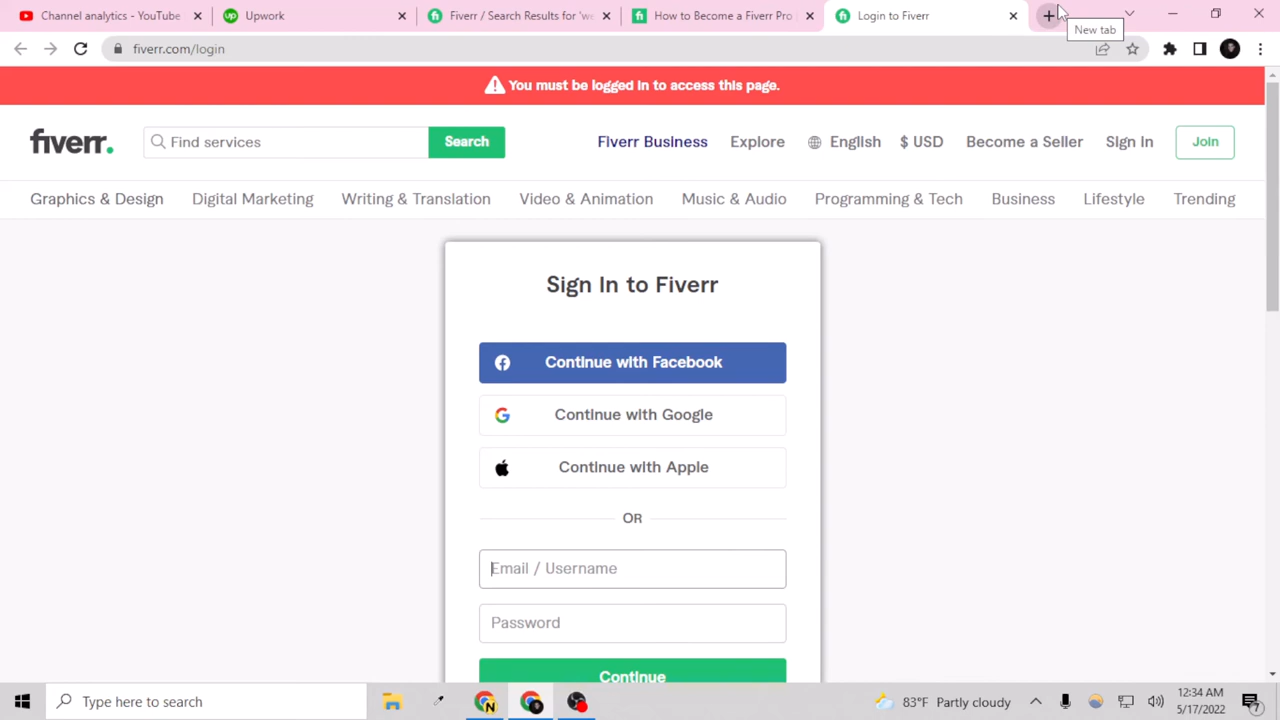 Channel analytics - YouTube
Upwork
Fiverr / Search Results for 'we
How to Become a Fiverr Pro
Login to Fiverr
New tab
fiverr.com/login
You must be logged in to access this page.
fiverr.
Find services
Search
Fiverr Business
Explore
English
$ USD
Become a Seller
Sign In
Join
Graphics & Design
Digital Marketing
Writing & Translation
Video & Animation
Music & Audio
Programming & Tech
Business
Lifestyle
Trending
Sign In to Fiverr
Continue with Facebook
Continue with Google
Continue with Apple
OR
Email / Username
Password
Continue
Type here to search
83°F Partly cloudy
12:34 AM
5/17/2022
7